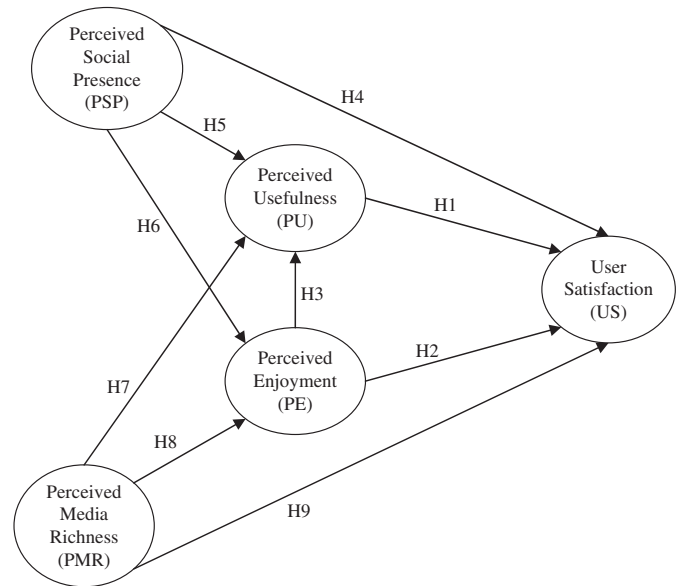 Perceived
Social
Presence
(PSP)
H4
H5
Perceived
Usefulness
(PU)
H1
H6
User
Satisfaction
(US)
H3
Perceived
Enjoyment
(PE)
H2
H7
H8
Perceived
Media
Richness
(PMR)
H9